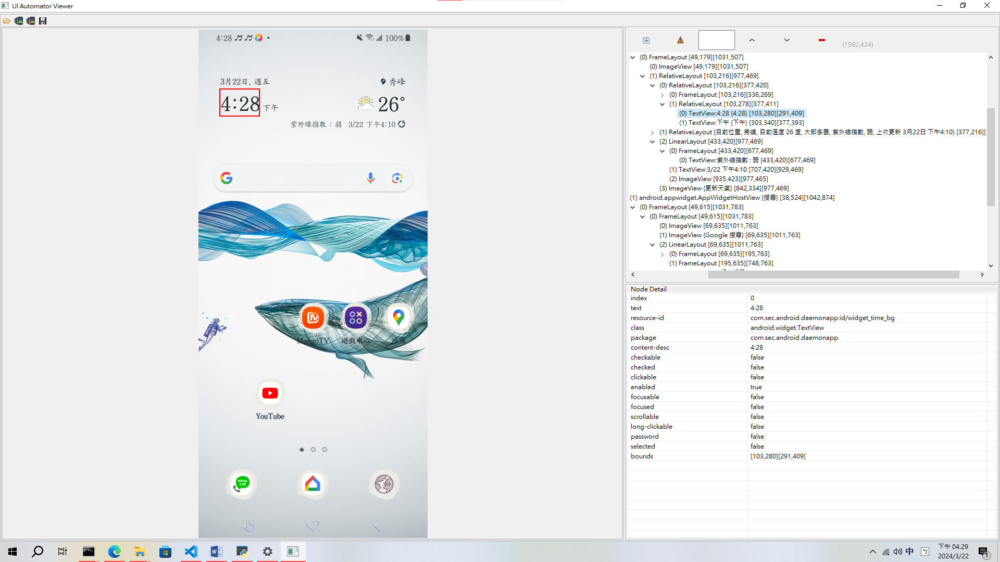 UI Automator Viewer
4:28 100%
3月22日, 週五
秀峰
4:28 下午
26°
紫外線指數：弱 3/22 下午4:10
MangoTV
遊戲中心
地圖
YouTube
whos
call
(1982,424)
(0) FrameLayout [49,179][1031,507]
(0) ImageView [49,179][1031,507]
(1) RelativeLayout [103,216][977,469]
(0) RelativeLayout [103,216][377,420]
(0) FrameLayout [103,216][336,269]
(1) RelativeLayout [103,278][377,411]
(0) TextView:4:28 {4:28} [103,280][291,409]
(1) TextView:下午 {下午} [303,340][377,393]
(1) RelativeLayout {目前位置, 秀峰, 目前溫度 26 度, 大部多雲, 紫外線指數, 弱, 上次更新 3月22日 下午4:10} [377,216][
(2) LinearLayout [433,420][977,469]
(0) FrameLayout [433,420][677,469]
(0) TextView:紫外線指數 : 弱 [433,420][677,469]
(1) TextView:3/22 下午4:10 [707,420][929,469]
(2) ImageView [935,423][977,465]
(3) ImageView {更新天氣} [842,334][977,469]
(1) android.appwidget.AppWidgetHostView {搜尋} [38,524][1042,874]
(0) FrameLayout [49,615][1031,783]
(0) FrameLayout [49,615][1031,783]
(0) ImageView [69,635][1011,763]
(1) ImageView {Google 搜尋} [69,635][1011,763]
(2) LinearLayout [69,635][1011,763]
(0) FrameLayout [69,635][195,763]
(1) FrameLayout [195,635][748,763]
Node Detail
index 0
text 4:28
resource-id com.sec.android.daemonapp:id/widget_time_bg
class android.widget.TextView
package com.sec.android.daemonapp
content-desc 4:28
checkable false
checked false
clickable false
enabled true
focusable false
focused false
scrollable false
long-clickable false
password false
selected false
bounds [103,280][291,409]
中
下午 04:29
2024/3/22
1